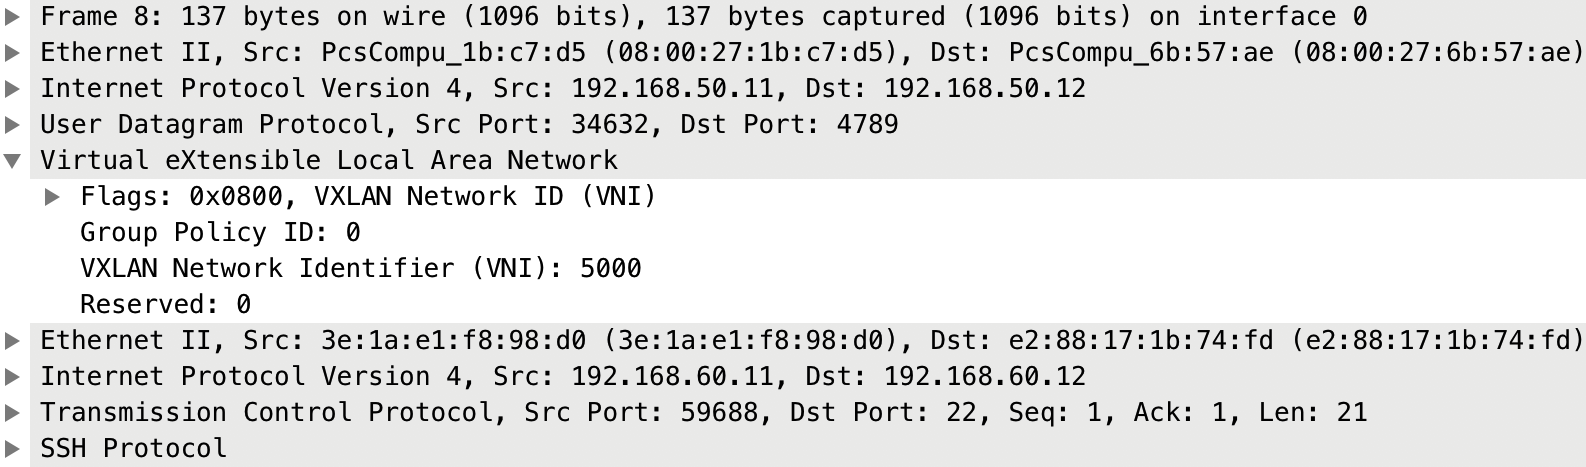 Frame 8: 137 bytes on wire (1096 bits), 137 bytes captured (1096 bits) on interface 0
Ethernet II, Src: PcsCompu_1b:c7:d5 (08:00:27:1b:c7:d5), Dst: PcsCompu_6b:57:ae (08:00:27:6b:57:ae)
Internet Protocol Version 4, Src: 192.168.50.11, Dst: 192.168.50.12
User Datagram Protocol, Src Port: 34632, Dst Port: 4789
Virtual eXtensible Local Area Network
Flags: 0x0800, VXLAN Network ID (VNI)
Group Policy ID: 0
VXLAN Network Identifier (VNI): 5000
Reserved: 0
Ethernet II, Src: 3e:1a:e1:f8:98:d0 (3e:1a:e1:f8:98:d0), Dst: e2:88:17:1b:74:fd (e2:88:17:1b:74:fd)
Internet Protocol Version 4, Src: 192.168.60.11, Dst: 192.168.60.12
Transmission Control Protocol, Src Port: 59688, Dst Port: 22, Seq: 1, Ack: 1, Len: 21
SSH Protocol